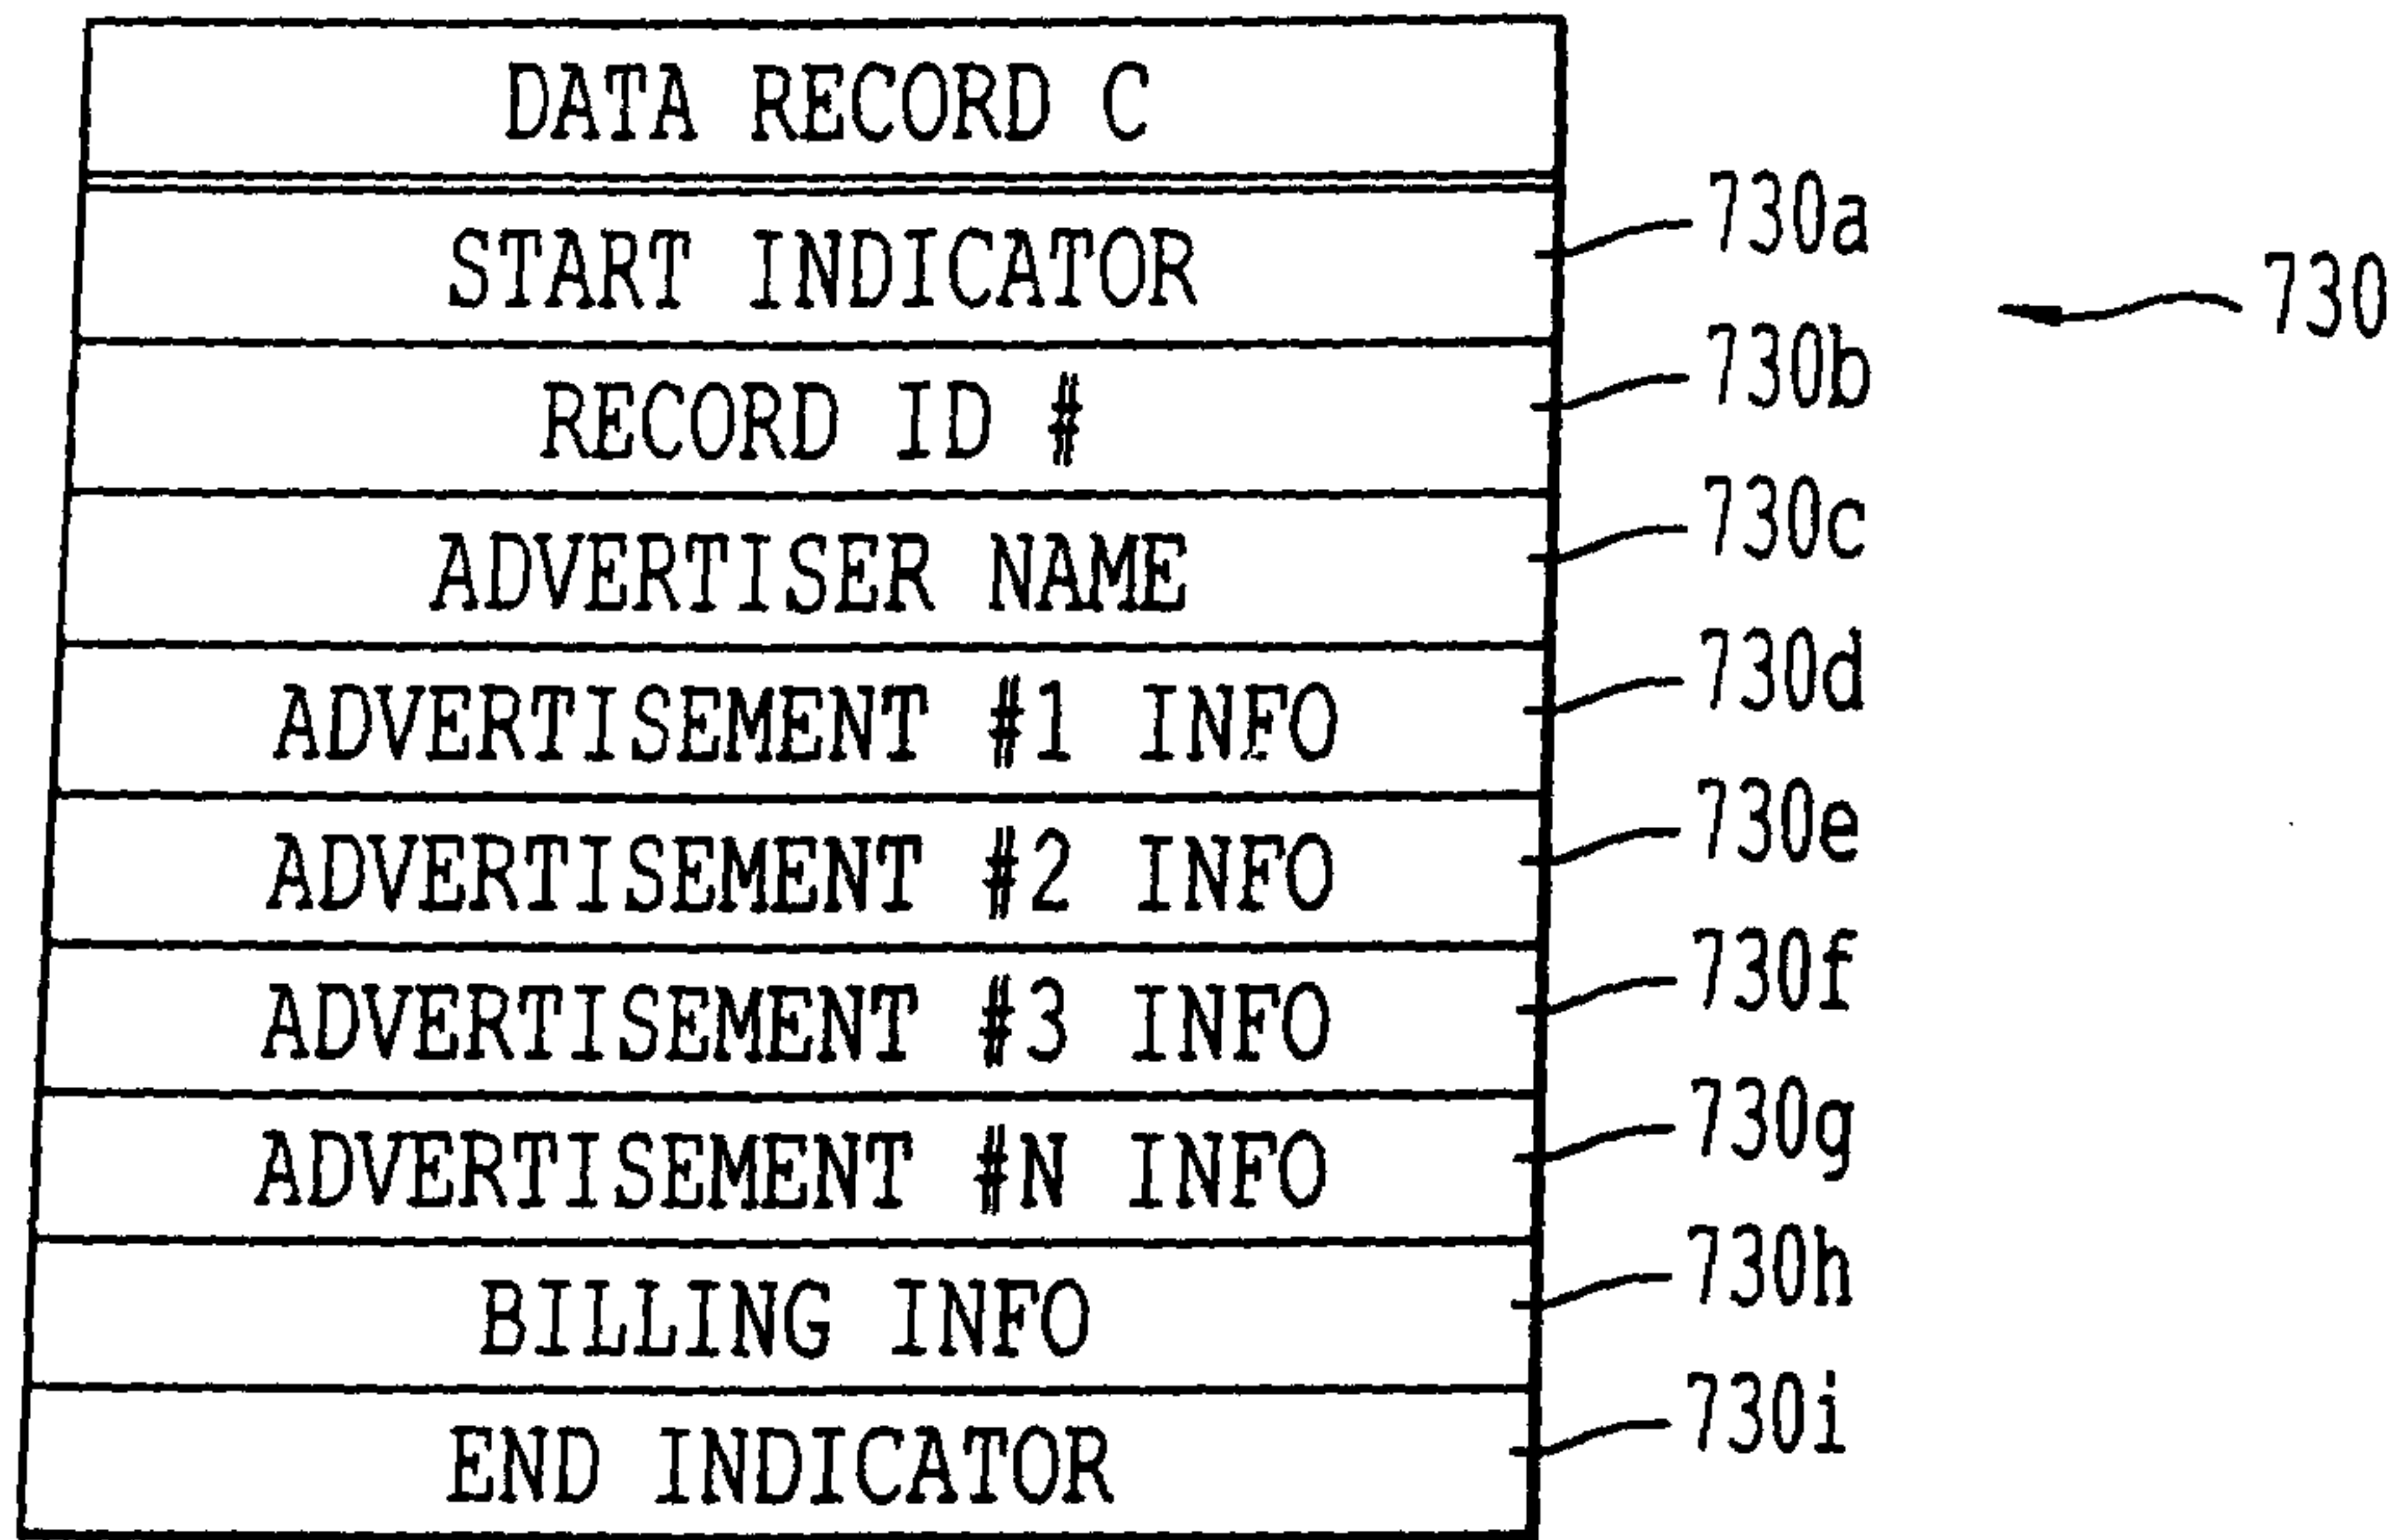 DATA RECORD C
START INDICATOR 730a
730
RECORD ID # 730b
ADVERTISER NAME 730c
ADVERTISEMENT #1 INFO 730d
ADVERTISEMENT #2 INFO 730e
ADVERTISEMENT #3 INFO 730f
ADVERTISEMENT #N INFO 730g
BILLING INFO 730h
END INDICATOR 730i